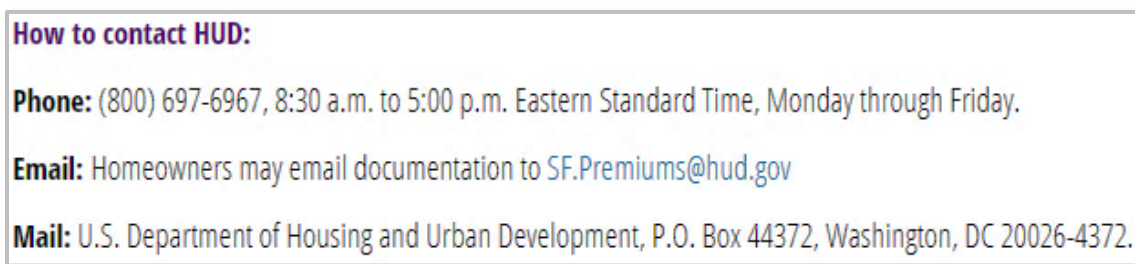 How to contact HUD:
Phone: (800) 697-6967, 8:30 a.m. to 5:00 p.m. Eastern Standard Time, Monday through Friday.
Email: Homeowners may email documentation to SF.Premiums@hud.gov
Mail: U.S. Department of Housing and Urban Development, P.O. Box 44372, Washington, DC 20026-4372.